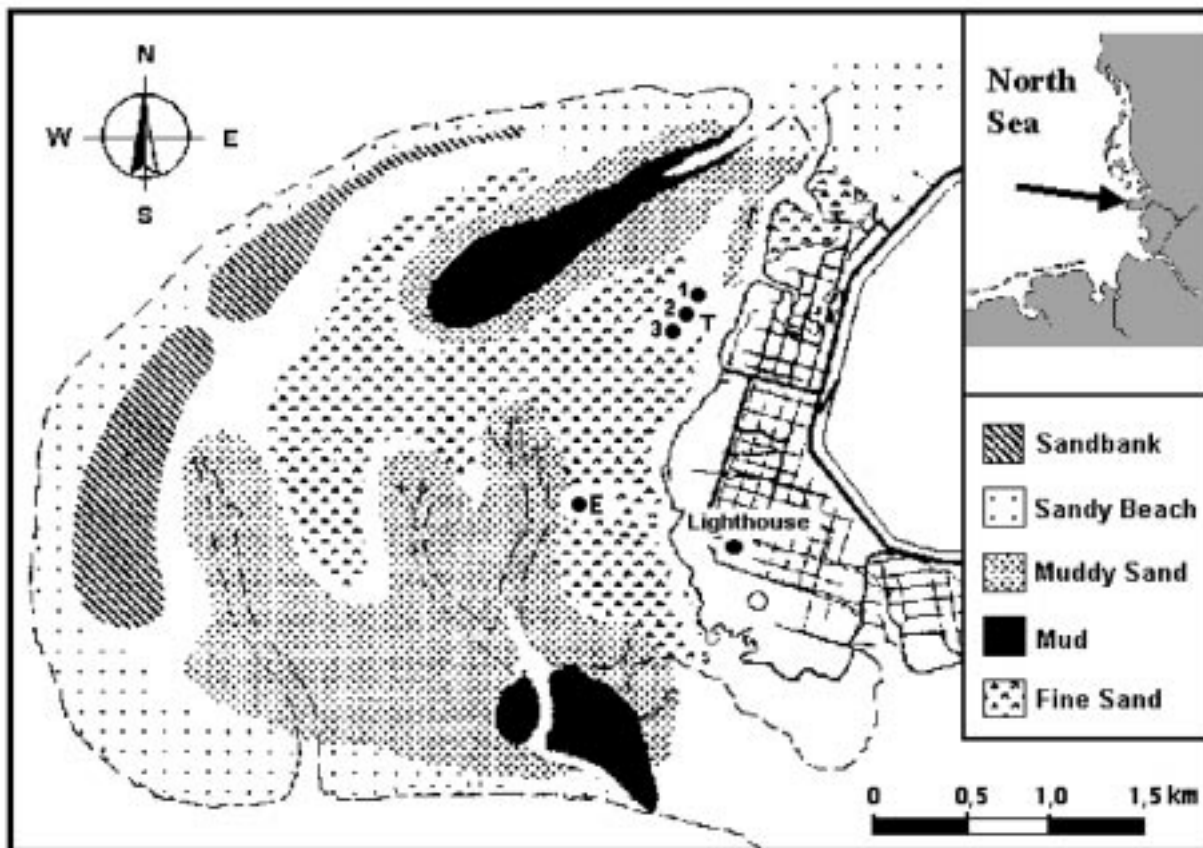 N
W E
S
North
Sea
1
2
T
3
E
Lighthouse
Sandbank
Sandy Beach
Muddy Sand
Mud
Fine Sand
0 0,5 1,0 1,5 km